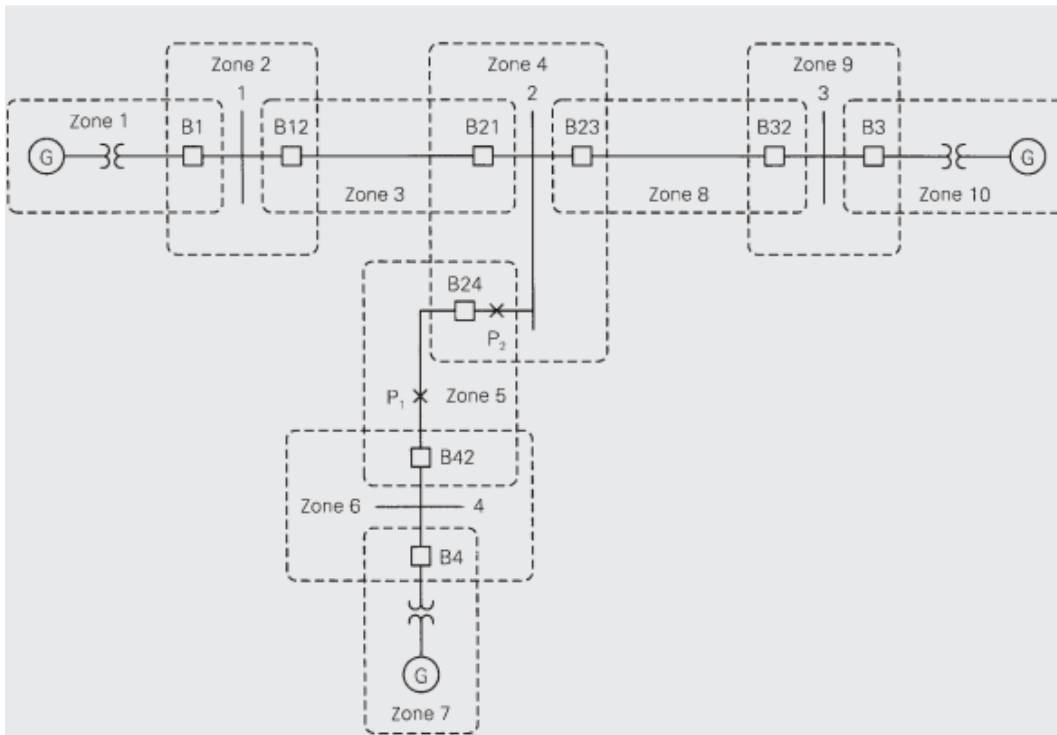 Zone 2
Zone 4
Zone 9
1
2
3
Zone 1
B1
B12
B21
B23
B32
B3
G
G
Zone 3
Zone 8
Zone 10
B24
P₂
P₁
Zone 5
B42
Zone 6
4
B4
G
Zone 7